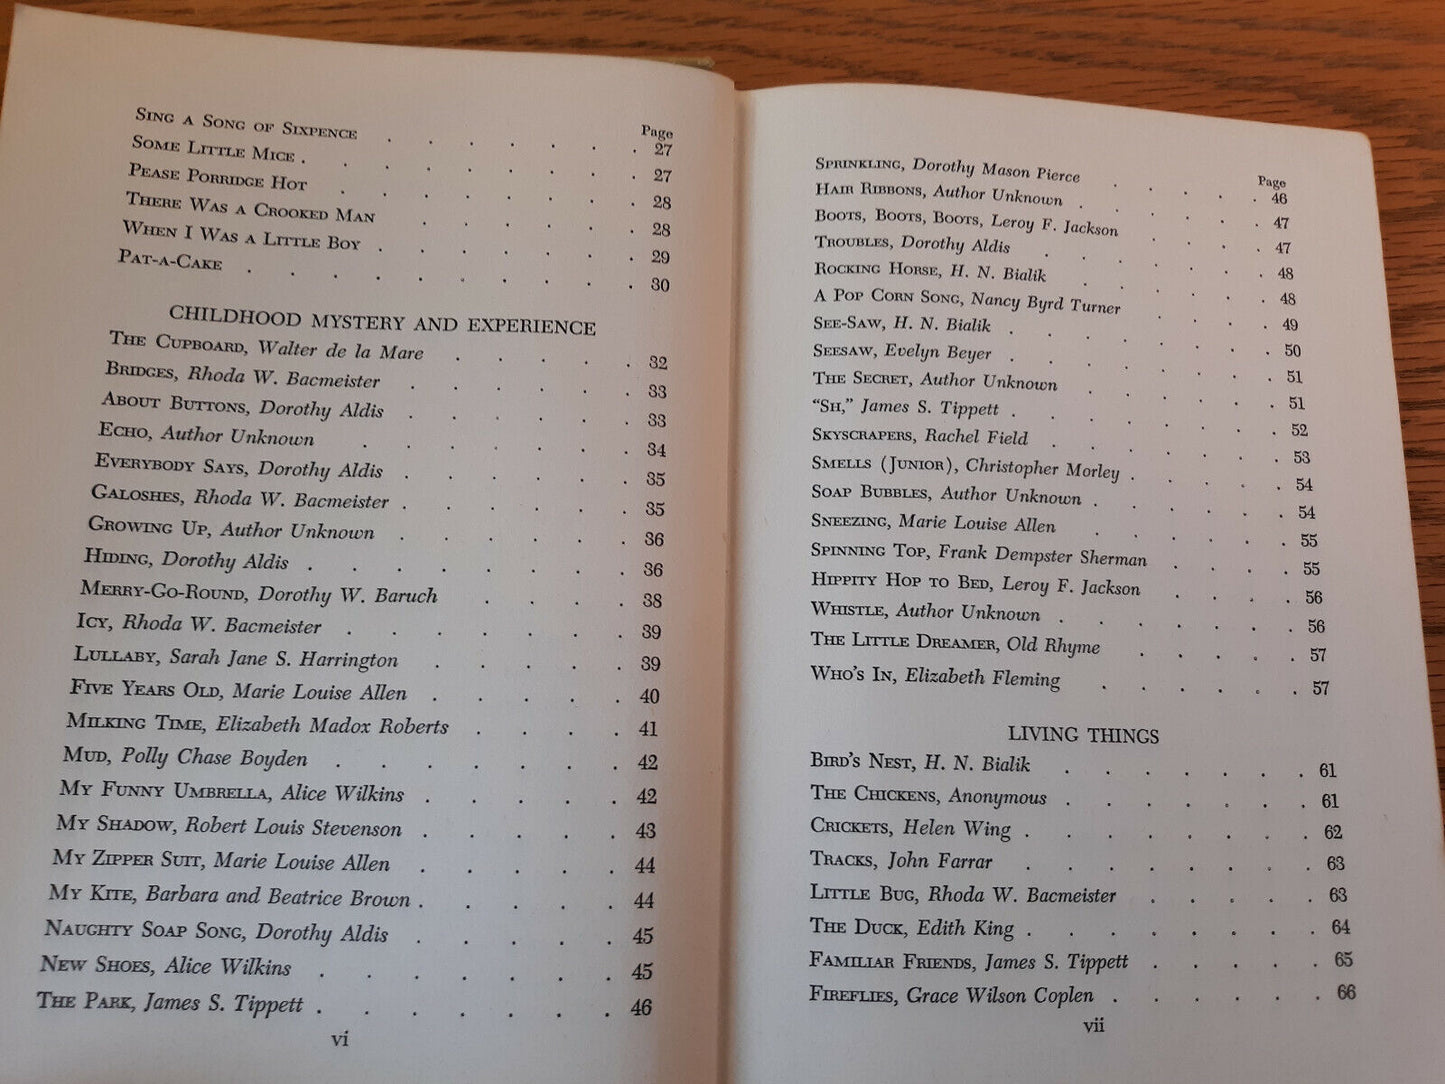 Page
Sing a Song of Sixpence . . . . . . . 27
Some Little Mice . . . . . . . . 27
Pease Porridge Hot . . . . . . . . 28
There Was a Crooked Man . . . . . . 28
When I Was a Little Boy . . . . . . . 29
Pat-a-Cake . . . . . . . . . . 30
CHILDHOOD MYSTERY AND EXPERIENCE
The Cupboard, Walter de la Mare . . . . . 32
Bridges, Rhoda W. Bacmeister . . . . . . 33
About Buttons, Dorothy Aldis . . . . . . 33
Echo, Author Unknown . . . . . . . 34
Everybody Says, Dorothy Aldis . . . . . . 35
Galoshes, Rhoda W. Bacmeister . . . . . . 35
Growing Up, Author Unknown . . . . . . 36
Hiding, Dorothy Aldis . . . . . . . . 36
Merry-Go-Round, Dorothy W. Baruch . . . . 38
Icy, Rhoda W. Bacmeister . . . . . . . 39
Lullaby, Sarah Jane S. Harrington . . . . . 39
Five Years Old, Marie Louise Allen . . . . . 40
Milking Time, Elizabeth Madox Roberts . . . . 41
Mud, Polly Chase Boyden . . . . . . . 42
My Funny Umbrella, Alice Wilkins . . . . . 42
My Shadow, Robert Louis Stevenson . . . . . 43
My Zipper Suit, Marie Louise Allen . . . . . 44
My Kite, Barbara and Beatrice Brown . . . . . 44
Naughty Soap Song, Dorothy Aldis . . . . . 45
New Shoes, Alice Wilkins . . . . . . . 45
The Park, James S. Tippett . . . . . . . 46
vi
Page
Sprinkling, Dorothy Mason Pierce . . . . . 46
Hair Ribbons, Author Unknown . . . . . . 47
Boots, Boots, Boots, Leroy F. Jackson . . . . 47
Troubles, Dorothy Aldis . . . . . . . 48
Rocking Horse, H. N. Bialik . . . . . . 48
A Pop Corn Song, Nancy Byrd Turner . . . . 49
See-Saw, H. N. Bialik . . . . . . . . 50
Seesaw, Evelyn Beyer . . . . . . . . 51
The Secret, Author Unknown . . . . . . 51
“Sh,” James S. Tippett . . . . . . . . 52
Skyscrapers, Rachel Field . . . . . . . 53
Smells (Junior), Christopher Morley . . . . . 54
Soap Bubbles, Author Unknown . . . . . . 54
Sneezing, Marie Louise Allen . . . . . . 55
Spinning Top, Frank Dempster Sherman . . . . 55
Hippity Hop to Bed, Leroy F. Jackson . . . . 56
Whistle, Author Unknown . . . . . . . 56
The Little Dreamer, Old Rhyme . . . . . 57
Who's In, Elizabeth Fleming . . . . . . 57
LIVING THINGS
Bird's Nest, H. N. Bialik . . . . . . . 61
The Chickens, Anonymous . . . . . . . 61
Crickets, Helen Wing . . . . . . . . 62
Tracks, John Farrar . . . . . . . . 63
Little Bug, Rhoda W. Bacmeister . . . . . 63
The Duck, Edith King . . . . . . . . 64
Familiar Friends, James S. Tippett . . . . . 65
Fireflies, Grace Wilson Coplen . . . . . . 66
vii